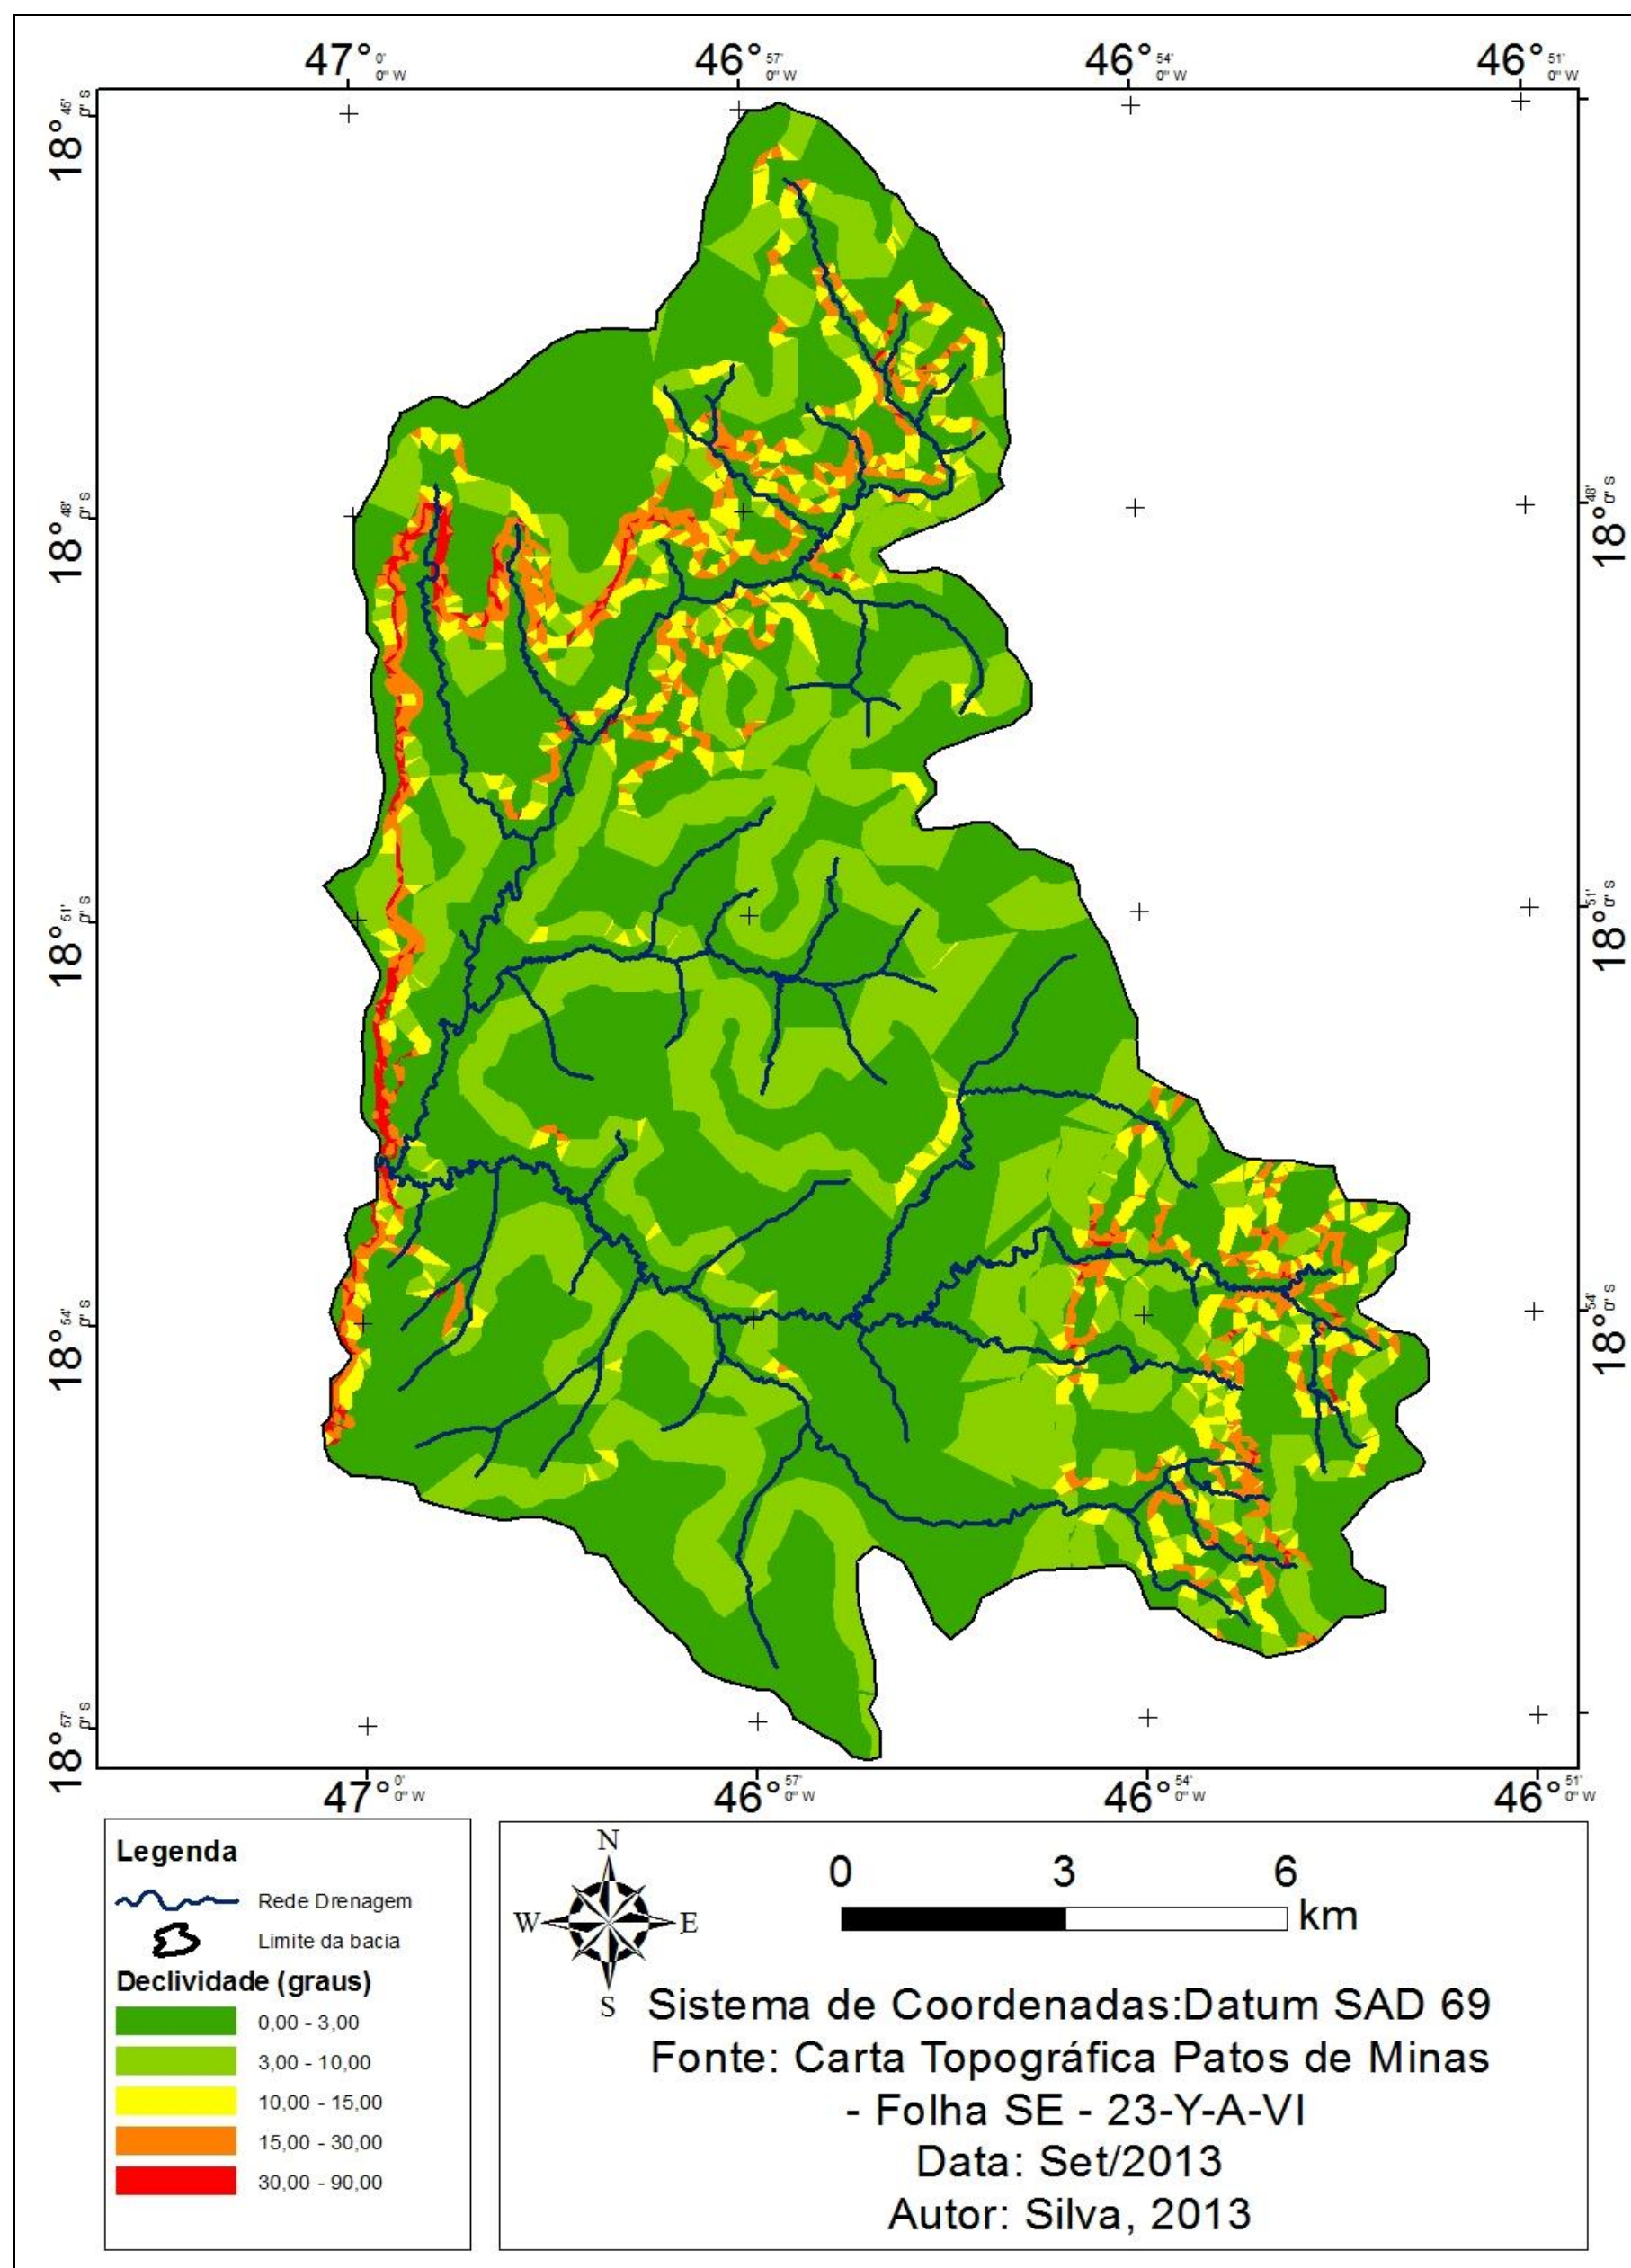 47° 0' 0" W
46° 57' 0" W
46° 54' 0" W
46° 51' 0" W
18° 45' 0" S
18° 48' 0" S
18° 48' 0" S
18° 51' 0" S
18° 51' 0" S
18° 54' 0" S
18° 54' 0" S
18° 57' 0" S
47° 0' 0" W
46° 57' 0" W
46° 54' 0" W
46° 51' 0" W
Legenda
Rede Drenagem
Limite da bacia
Declividade (graus)
0,00 - 3,00
3,00 - 10,00
10,00 - 15,00
15,00 - 30,00
30,00 - 90,00
N
W E
S
0 3 6
km
Sistema de Coordenadas:Datum SAD 69
Fonte: Carta Topográfica Patos de Minas
- Folha SE - 23-Y-A-VI
Data: Set/2013
Autor: Silva, 2013